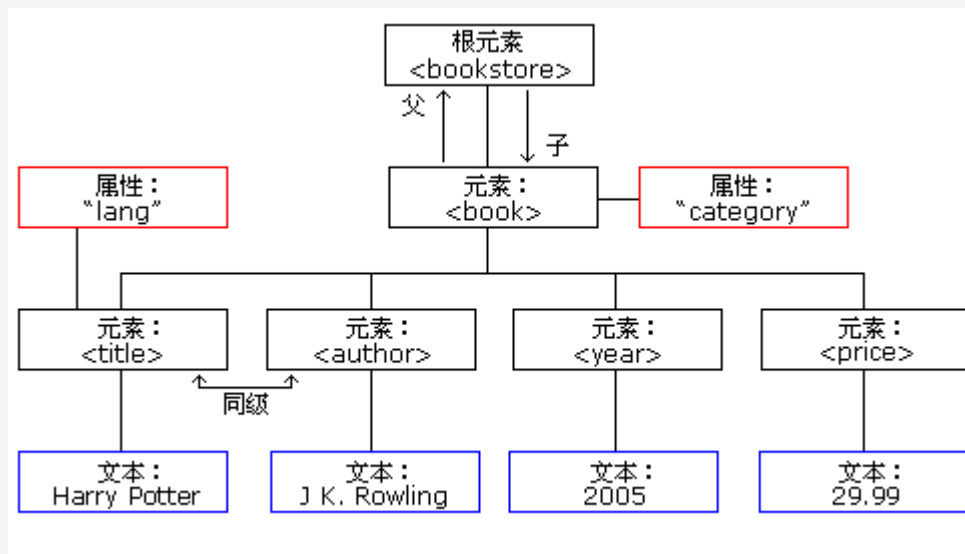 根元素
<bookstore>
父
子
属性：
“lang”
元素：
<book>
属性：
“category”
元素：
<title>
元素：
<author>
元素：
<year>
元素：
<price>
同级
文本：
Harry Potter
文本：
J K. Rowling
文本：
2005
文本：
29.99